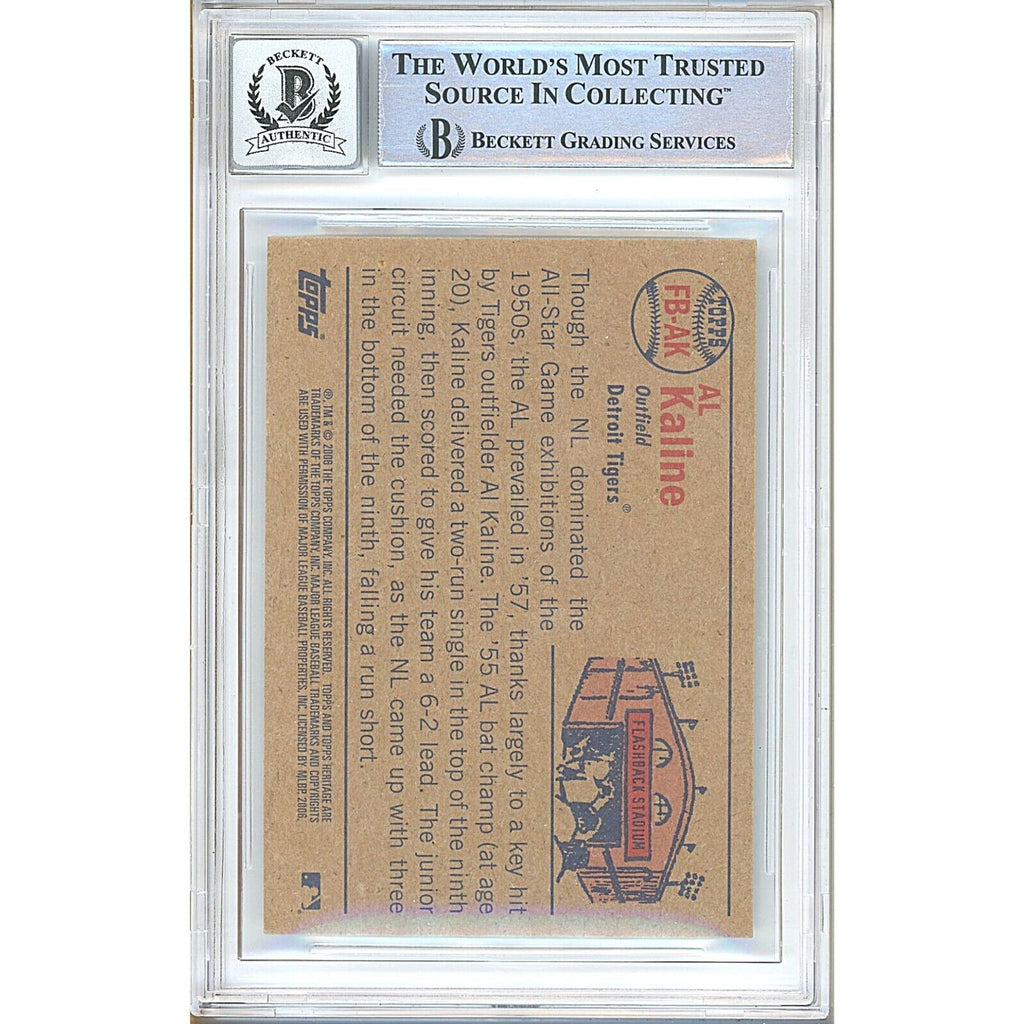 BECKETT
B
AUTHENTIC
THE WORLD'S MOST TRUSTED
SOURCE IN COLLECTING™
B BECKETT GRADING SERVICES
TOPPS
FB-AK
AL
Kaline
Outfield
Detroit Tigers®
FLASHBACK STADIUM
Though the NL dominated the
All-Star Game exhibitions of the
1950s, the AL prevailed in '57, thanks largely to a key hit
by Tigers outfielder Al Kaline. The '55 AL bat champ (at age
20), Kaline delivered a two-run single in the top of the ninth
inning, then scored to give his team a 6-2 lead. The junior
circuit needed the cushion, as the NL came up with three
in the bottom of the ninth, falling a run short.
topps®
®, TM & © 2006 THE TOPPS COMPANY, INC. ALL RIGHTS RESERVED. TOPPS AND TOPPS HERITAGE ARE
TRADEMARKS OF THE TOPPS COMPANY, INC. MAJOR LEAGUE BASEBALL TRADEMARKS AND COPYRIGHTS
ARE USED WITH PERMISSION OF MAJOR LEAGUE BASEBALL PROPERTIES, INC. LICENSED BY MLBP, 2006.